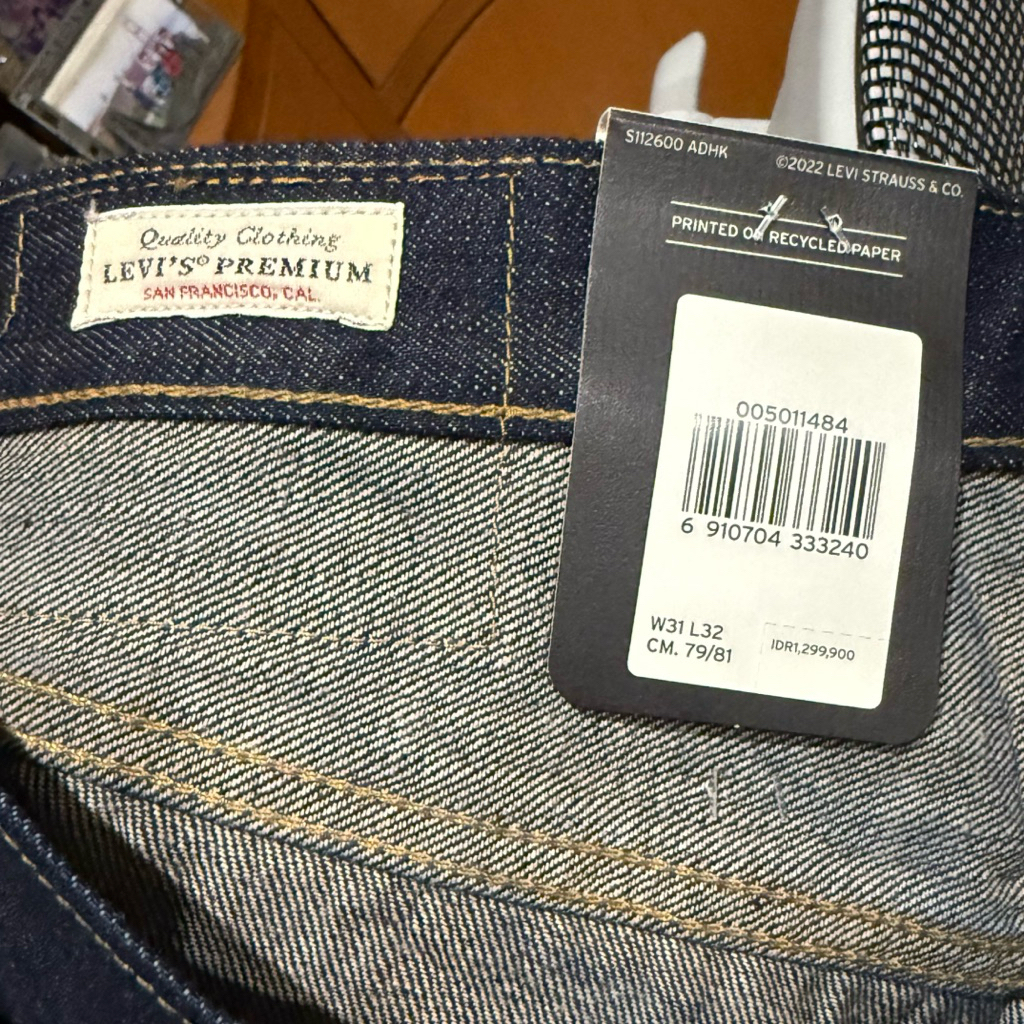 Quality Clothing
LEVI'S® PREMIUM
SAN FRANCISCO, CAL.
S112600 ADHK
©2022 LEVI STRAUSS & CO.
PRINTED ON RECYCLED PAPER
005011484
6 910704 333240
W31 L32
CM. 79/81
IDR1,299,900